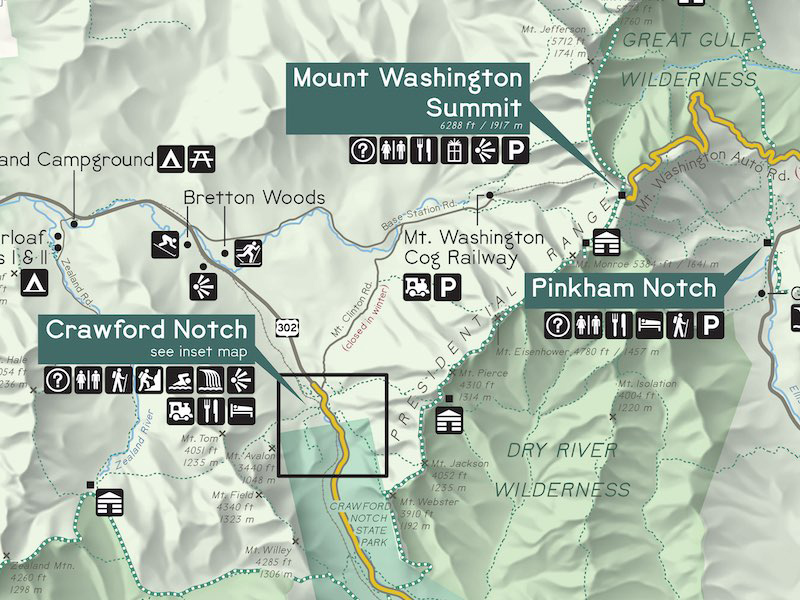 1760 m
Mt. Jefferson
5712 ft
1741 m
GREAT GULF
WILDERNESS
Mount Washington
Summit
6288 ft / 1917 m
?
P
Mt. Washington Auto Rd.
and Campground
Bretton Woods
Base Station Rd.
Mt. Washington
Cog Railway
P
rloaf
s I & II
Zealand Rd.
Mt. Clinton Rd.
(closed in winter)
302
PRESIDENTIAL RANGE
Mt. Monroe 5384 ft / 1641 m
Pinkham Notch
?
P
Crawford Notch
see inset map
?
Mt. Eisenhower 4780 ft / 1457 m
Hale
054 ft
236 m
Mt. Pierce
4310 ft
1314 m
Mt. Isolation
4004 ft
1220 m
Zealand River
Mt. Tom
4051 ft
1235 m
Mt. Avalon
3440 ft
1048 m
Mt. Field
4340 ft
1323 m
Mt. Jackson
4052 ft
1235 m
DRY RIVER
WILDERNESS
Mt. Webster
3910 ft
1192 m
CRAWFORD
NOTCH
STATE
PARK
Mt. Willey
4285 ft
1306 m
Zealand Mtn.
4260 ft
1298 m